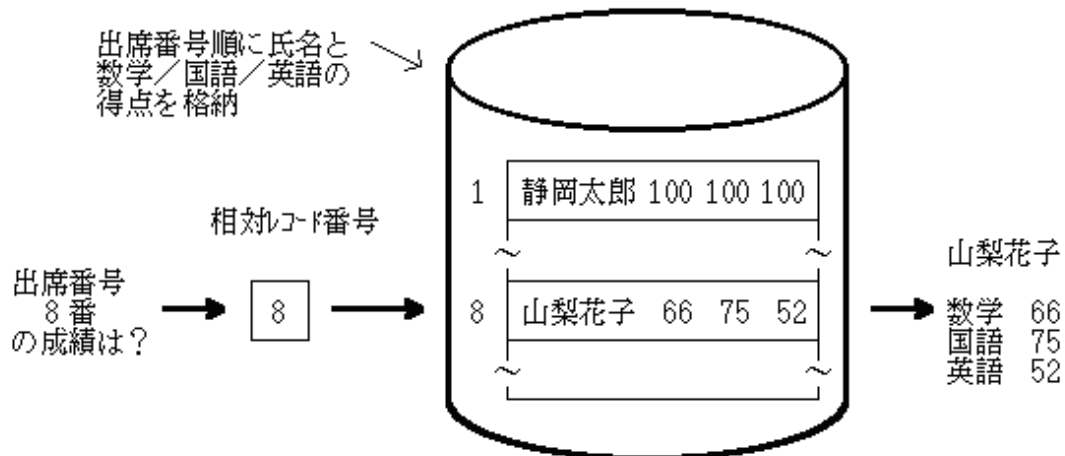 出席番号順に氏名と
数学／国語／英語の
得点を格納
1 静岡太郎 100 100 100
相対ﾚｺｰﾄﾞ番号
出席番号
8番
の成績は？
8
8 山梨花子 66 75 52
山梨花子
数学 66
国語 75
英語 52